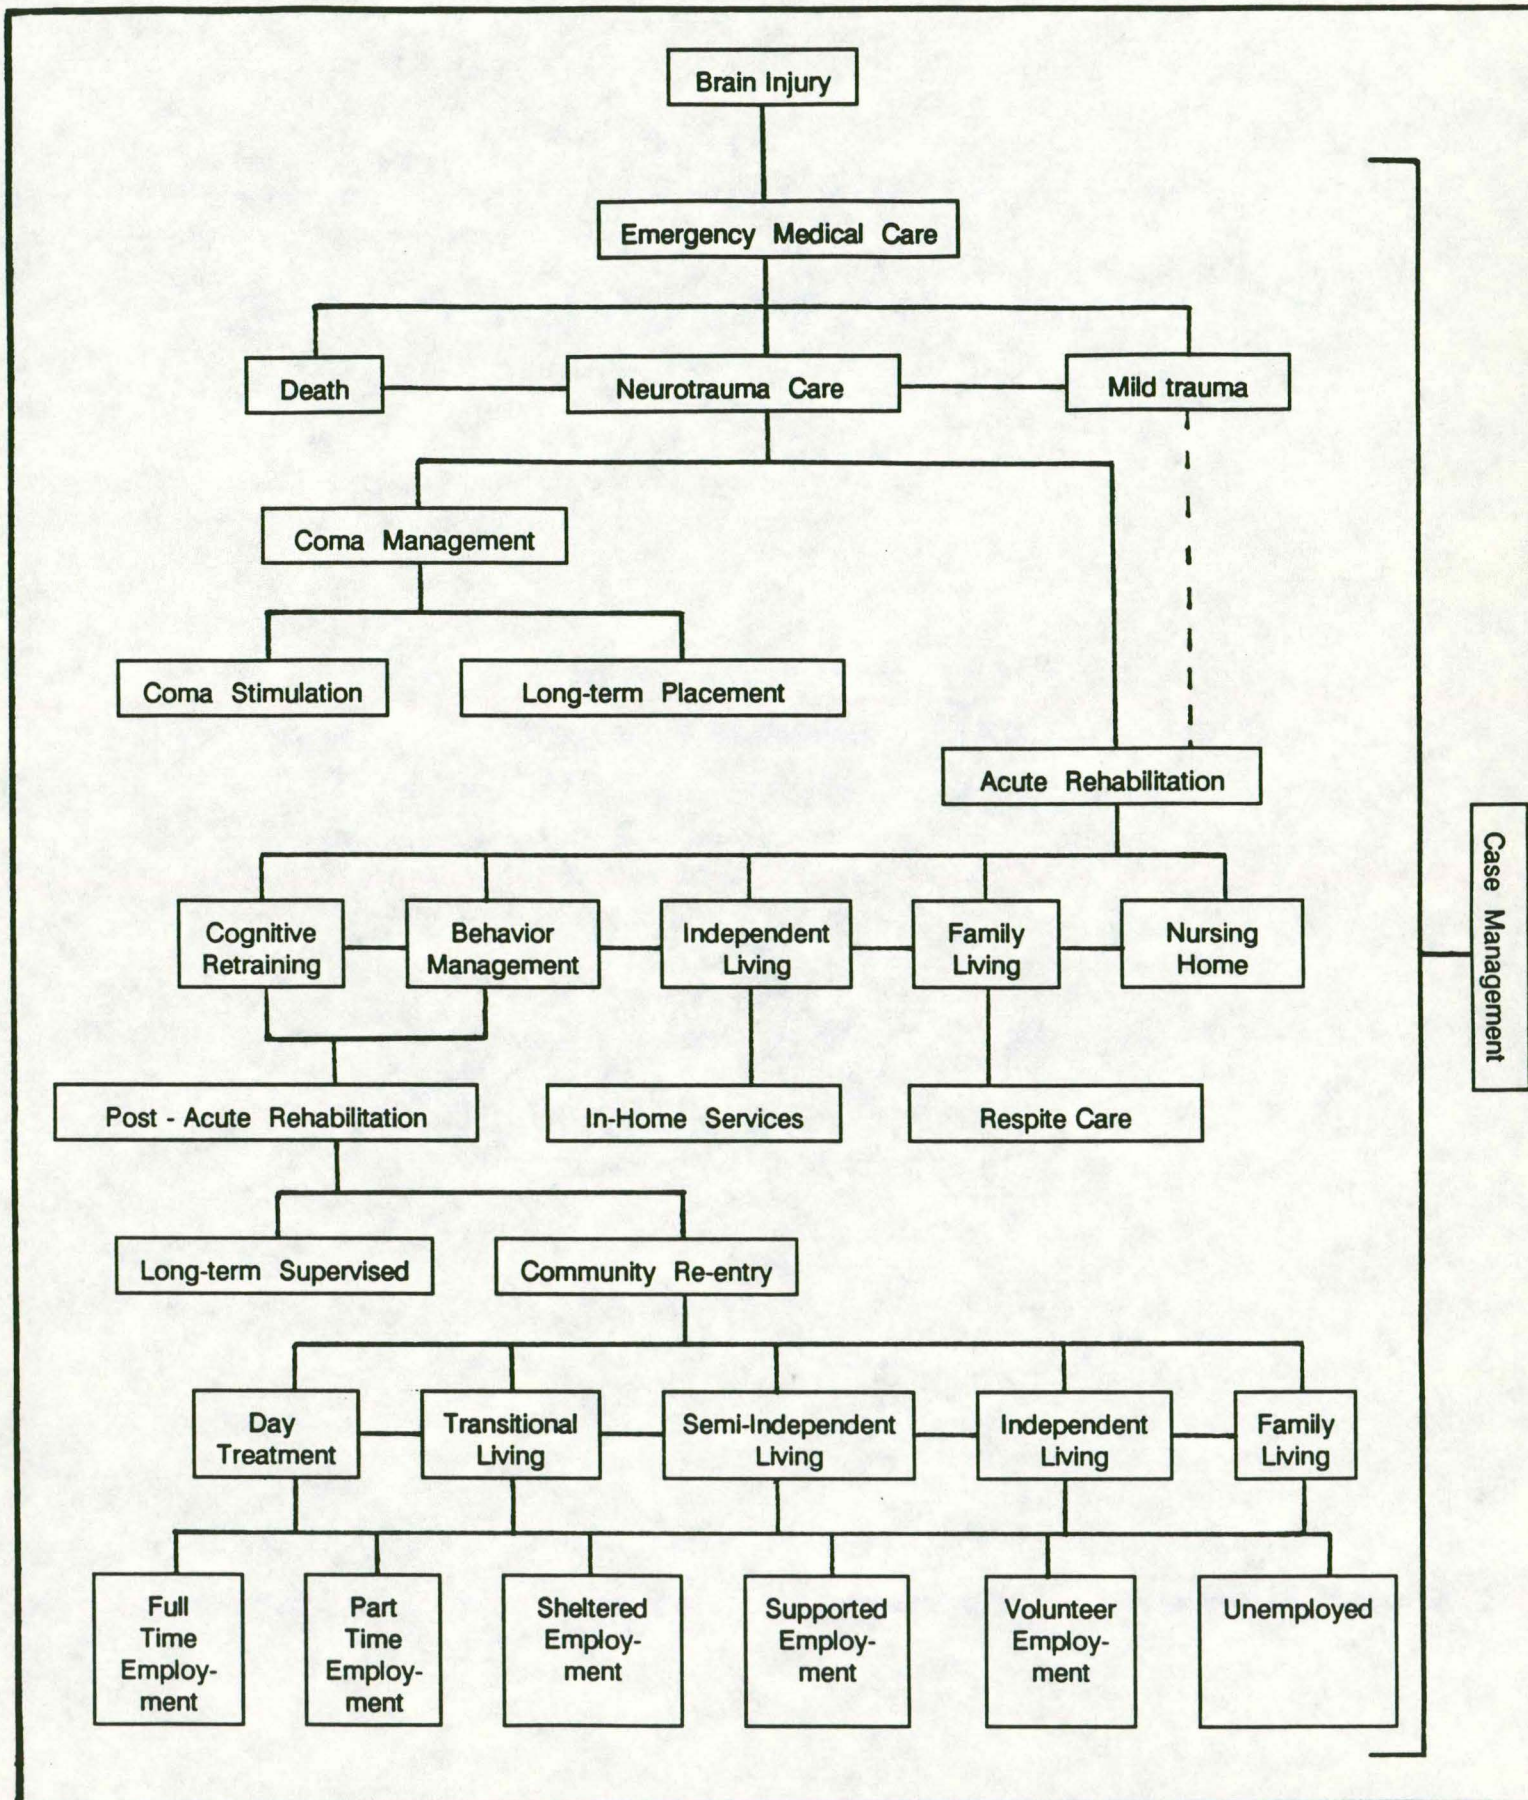 Brain Injury
Emergency Medical Care
Death
Neurotrauma Care
Mild trauma
Coma Management
Coma Stimulation
Long-term Placement
Acute Rehabilitation
Case Management
Cognitive
Retraining
Behavior
Management
Independent
Living
Family
Living
Nursing
Home
Post - Acute Rehabilitation
In-Home Services
Respite Care
Long-term Supervised
Community Re-entry
Day
Treatment
Transitional
Living
Semi-Independent
Living
Independent
Living
Family
Living
Full
Time
Employ-
ment
Part
Time
Employ-
ment
Sheltered
Employ-
ment
Supported
Employ-
ment
Volunteer
Employ-
ment
Unemployed